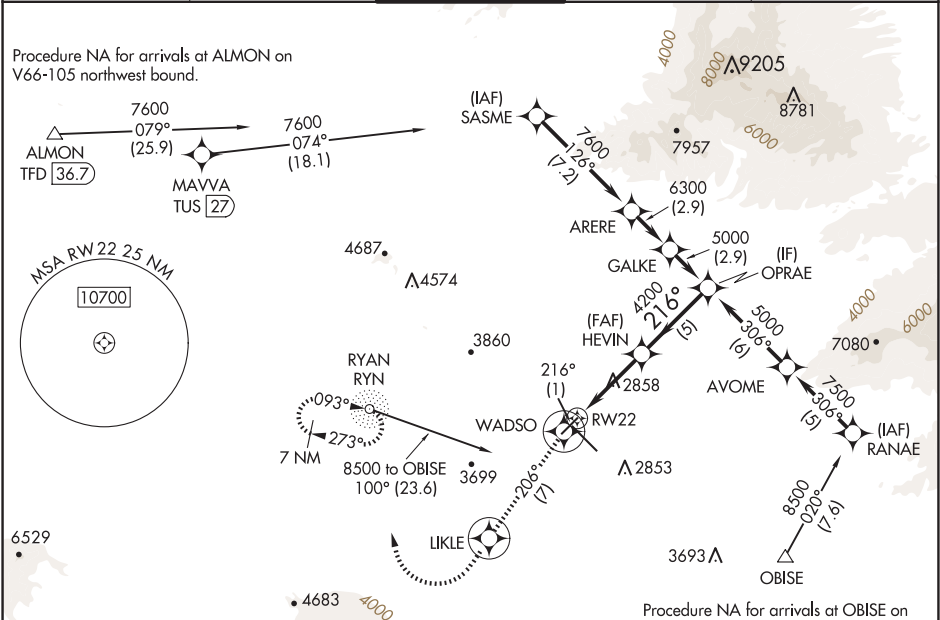 Procedure NA for arrivals at ALMON on
V66-105 northwest bound.
7600
079°
(25.9)
ALMON
TFD 36.7
7600
074°
(18.1)
MAVVA
TUS 27
(IAF)
SASME
7600
126°
(7.2)
4000
8000
9205
8781
7957
6000
ARERE
6300
(2.9)
GALKE
5000
(2.9)
(IF)
OPRAE
MSA RW22 25 NM
10700
4687
4574
3860
4200
216°
(5)
(FAF)
HEVIN
5000
306°
(6)
4000
6000
7080
AVOME
7500
306°
(5)
(IAF)
RANAE
RYAN
RYN
093°
273°
7 NM
8500 to OBISE
100° (23.6)
216°
(1)
2858
WADSO
RW22
2853
3699
206°
(7)
LIKLE
8500
020°
(7.6)
3693
OBISE
6529
4683
4000
Procedure NA for arrivals at OBISE on